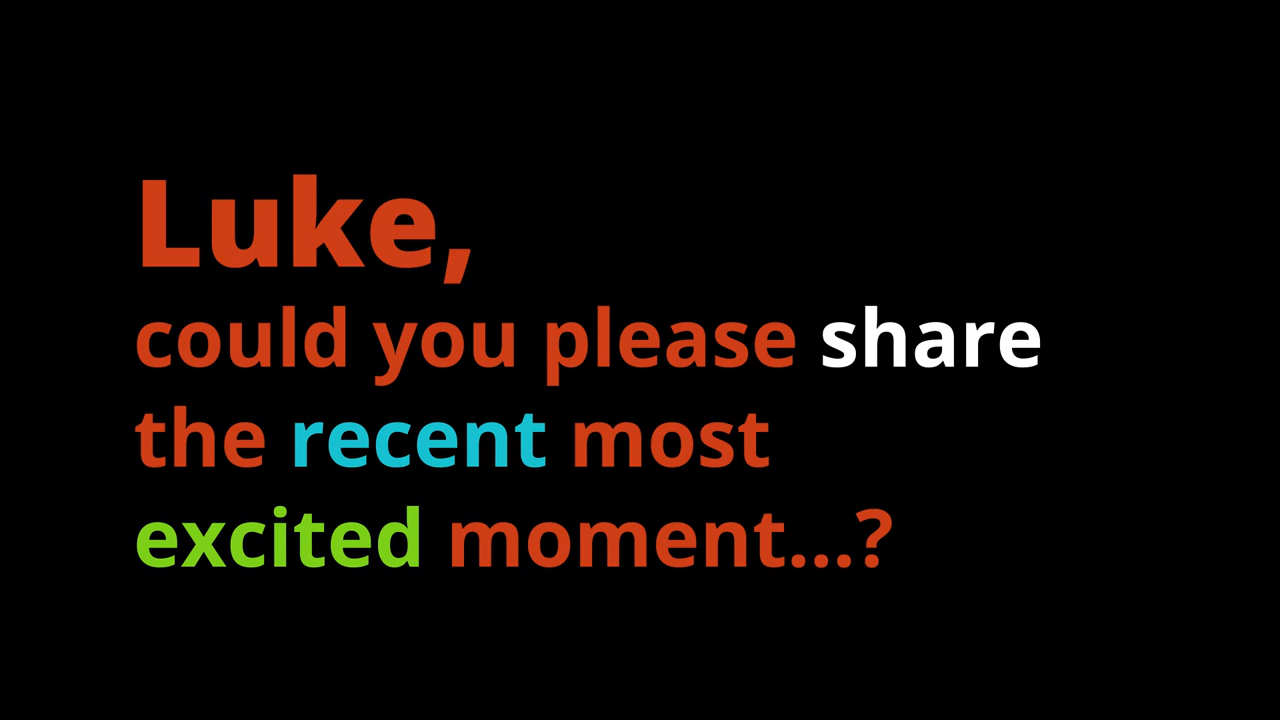 Luke,
could you please share
the recent most
excited moment...?